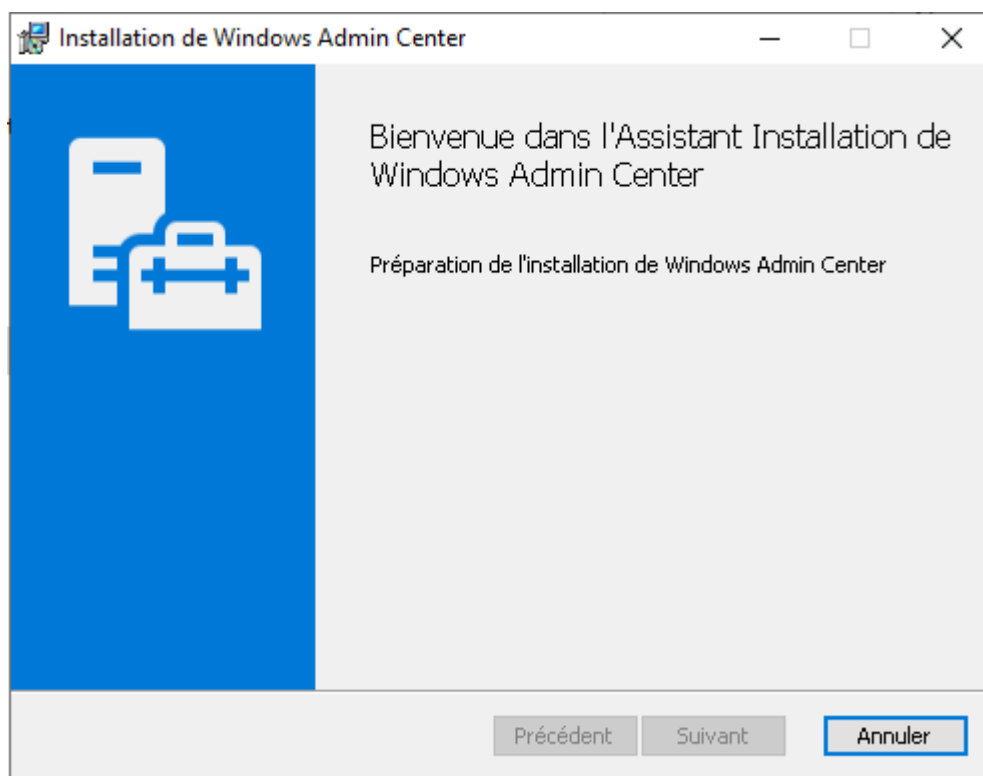 Installation de Windows Admin Center
Bienvenue dans l'Assistant Installation de
Windows Admin Center
Préparation de l'installation de Windows Admin Center
Précédent
Suivant
Annuler